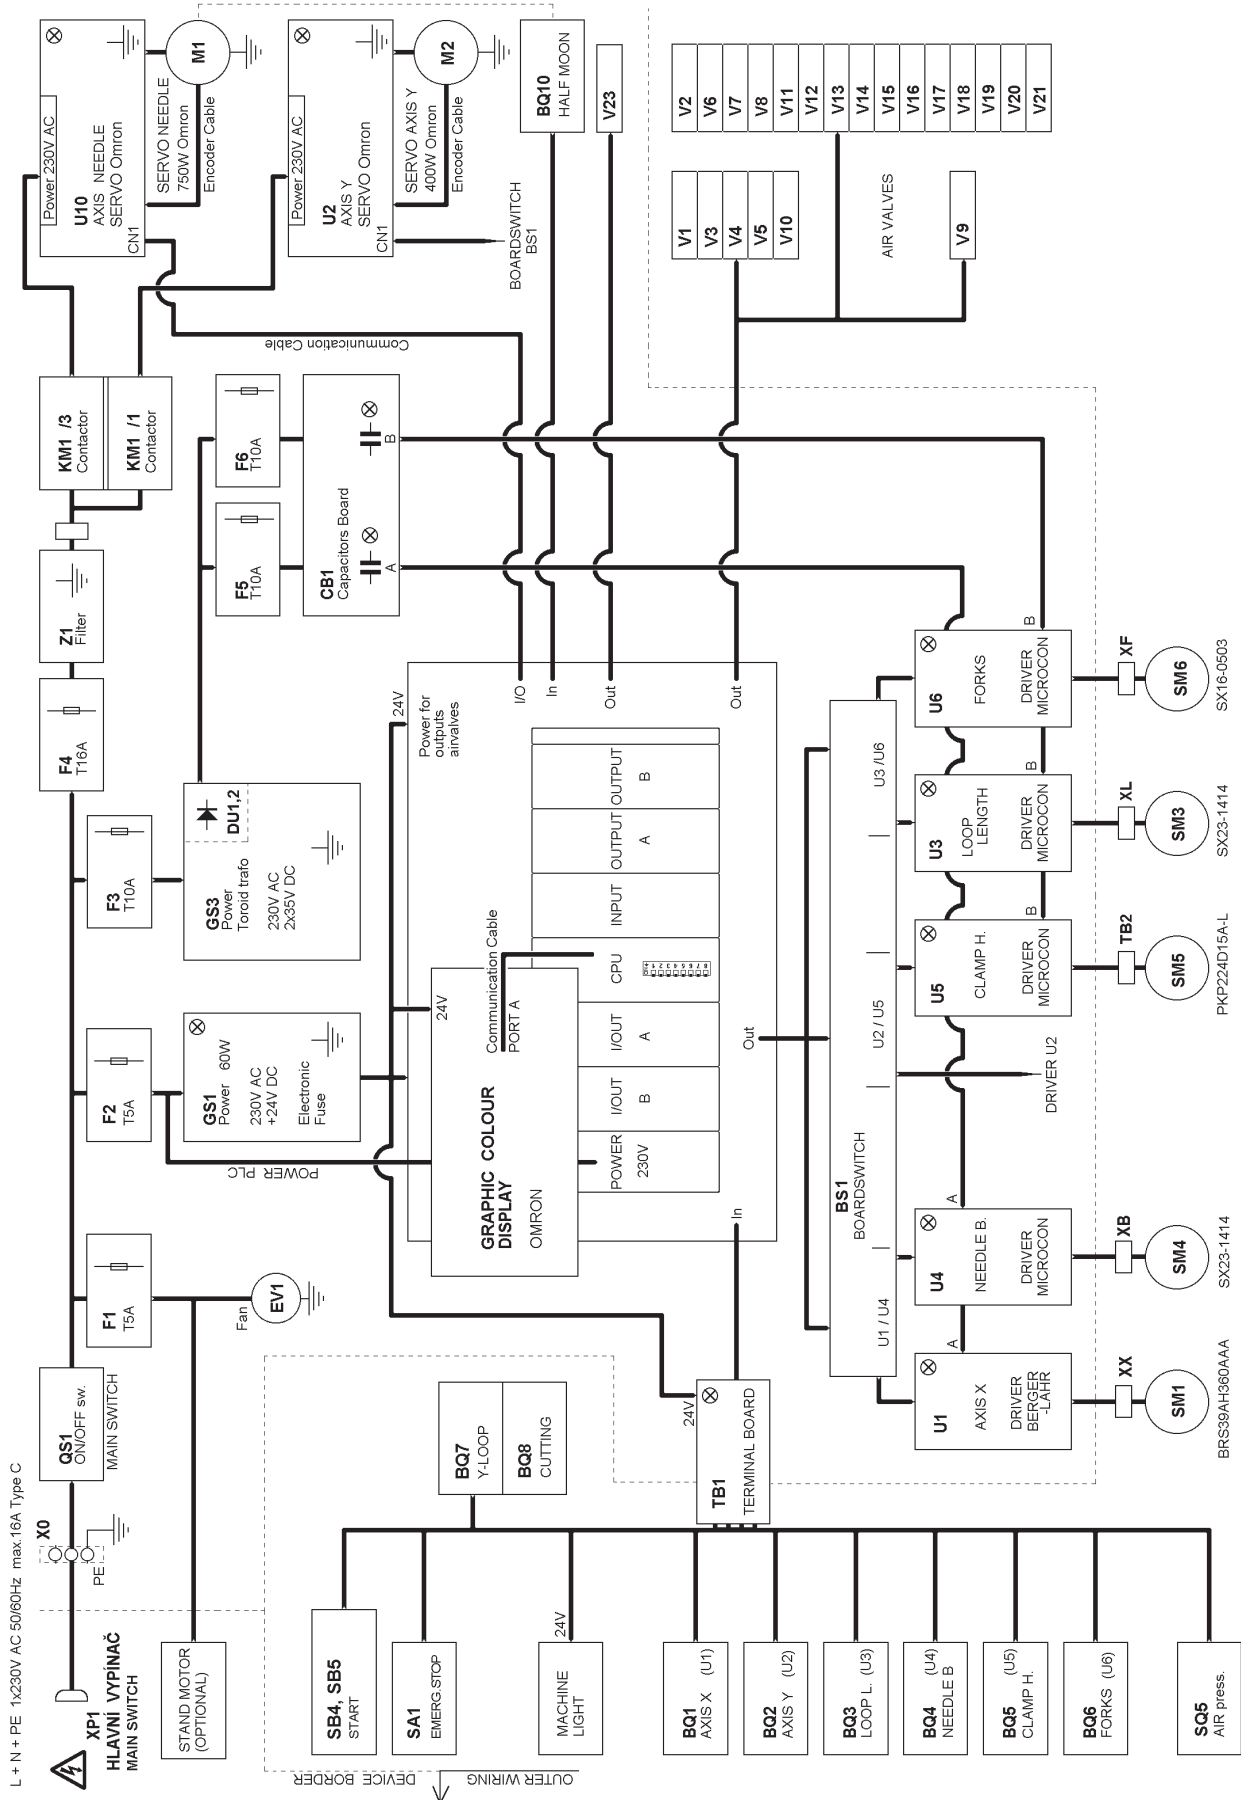 L + N + PE 1x230V AC 50/60Hz max.16A Type C
XP1
HLAVNÍ VYPÍNAČ
MAIN SWITCH
X0
PE
QS1
ON/OFF sw.
MAIN SWITCH
F1
T5A
F2
T5A
F3
T10A
F4
T16A
Z1
Filter
KM1 /3
Contactor
KM1 /1
Contactor
Power 230V AC
U10
AXIS NEEDLE
SERVO Omron
CN1
M1
SERVO NEEDLE
750W Omron
Encoder Cable
Power 230V AC
U2
AXIS Y
SERVO Omron
CN1
M2
SERVO AXIS Y
400W Omron
Encoder Cable
BOARDSWITCH
BS1
BQ10
HALF MOON
V23
STAND MOTOR
(OPTIONAL)
Fan
EV1
POWER PLC
GS1
Power 60W
230V AC
+24V DC
Electronic
Fuse
GS3
Power
Toroid trafo
230V AC
2x35V DC
DU1,2
F5
T10A
F6
T10A
CB1
Capacitors Board
A
B
Communication Cable
DEVICE BORDER
OUTER WIRING
SB4, SB5
START
SA1
EMERG.STOP
MACHINE
LIGHT
24V
BQ7
Y-LOOP
BQ8
CUTTING
BQ1
AXIS X (U1)
BQ2
AXIS Y (U2)
BQ3
LOOP L. (U3)
BQ4 (U4)
NEEDLE B
BQ5 (U5)
CLAMP H.
BQ6
FORKS (U6)
SQ5
AIR press.
24V
TB1
TERMINAL BOARD
GRAPHIC COLOUR
DISPLAY
OMRON
24V
Communication Cable
PORT A
24V
Power for
outputs
airvalves
I/O
In
Out
Out
In
Out
POWER
230V
I/OUT
B
I/OUT
A
CPU
INPUT
OUTPUT
A
OUTPUT
B
V1
V3
V4
V5
V10
V2
V6
V7
V8
V11
V12
V13
V14
V15
V16
V17
V18
V19
V20
V21
AIR VALVES
V9
BS1
BOARDSWITCH
U1 / U4
U2 / U5
U3 /U6
DRIVER U2
U1
AXIS X
DRIVER
BERGER
-LAHR
A
U4
NEEDLE B.
DRIVER
MICROCON
A
U5
CLAMP H.
DRIVER
MICROCON
B
U3
LOOP
LENGTH
DRIVER
MICROCON
B
U6
FORKS
DRIVER
MICROCON
B
XX
SM1
BRS39AH360AAA
XB
SM4
SX23-1414
TB2
SM5
PKP224D15A-L
XL
SM3
SX23-1414
XF
SM6
SX16-0503